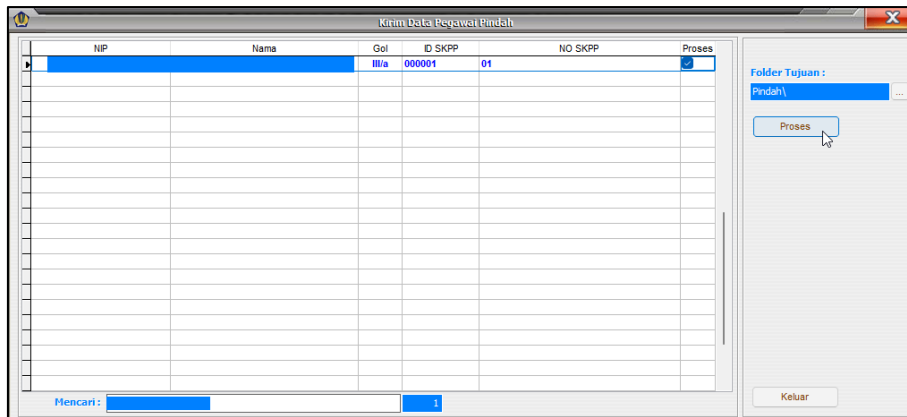 Kirim Data Pegawai Pindah
NIP Nama Gol ID SKPP NO SKPP Proses
III/a 000001 01
Folder Tujuan :
Pindah\
...
Proses
Mencari : 1
Keluar